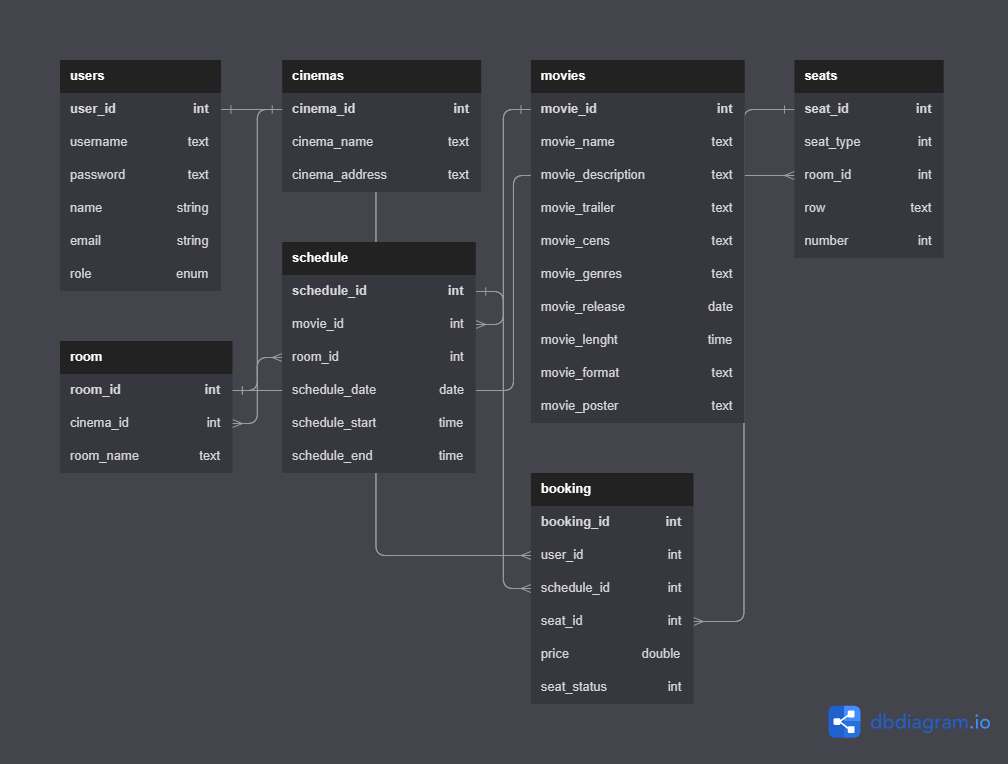 users
user_id int
username text
password text
name string
email string
role enum
cinemas
cinema_id int
cinema_name text
cinema_address text
movies
movie_id int
movie_name text
movie_description text
movie_trailer text
movie_cens text
movie_genres text
movie_release date
movie_lenght time
movie_format text
movie_poster text
seats
seat_id int
seat_type int
room_id int
row text
number int
schedule
schedule_id int
movie_id int
room_id int
schedule_date date
schedule_start time
schedule_end time
room
room_id int
cinema_id int
room_name text
booking
booking_id int
user_id int
schedule_id int
seat_id int
price double
seat_status int
dbdiagram.io